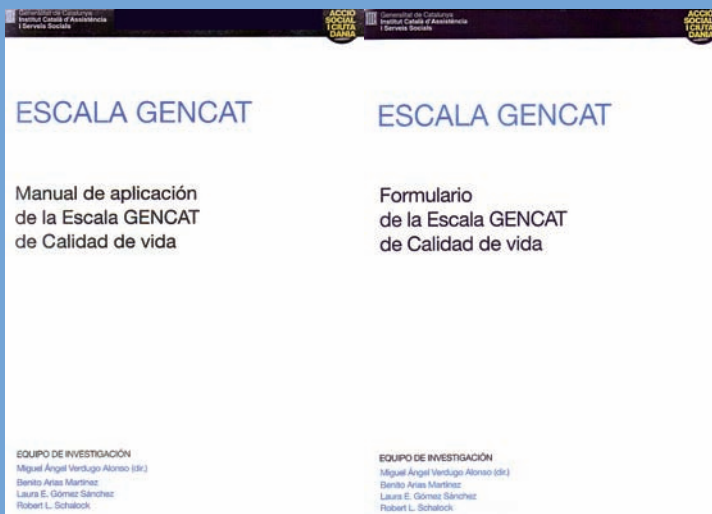 Generalitat de Catalunya
Institut Català d'Assistència
i Serveis Socials
ACCIÓ
SOCIAL
I CIUTA
DANIA
ESCALA GENCAT
Manual de aplicación
de la Escala GENCAT
de Calidad de vida
EQUIPO DE INVESTIGACIÓN
Miguel Ángel Verdugo Alonso (dir.)
Benito Arias Martínez
Laura E. Gómez Sánchez
Robert L. Schalock
Generalitat de Catalunya
Institut Català d'Assistència
i Serveis Socials
ACCIÓ
SOCIAL
I CIUTA
DANIA
ESCALA GENCAT
Formulario
de la Escala GENCAT
de Calidad de vida
EQUIPO DE INVESTIGACIÓN
Miguel Ángel Verdugo Alonso (dir.)
Benito Arias Martínez
Laura E. Gómez Sánchez
Robert L. Schalock